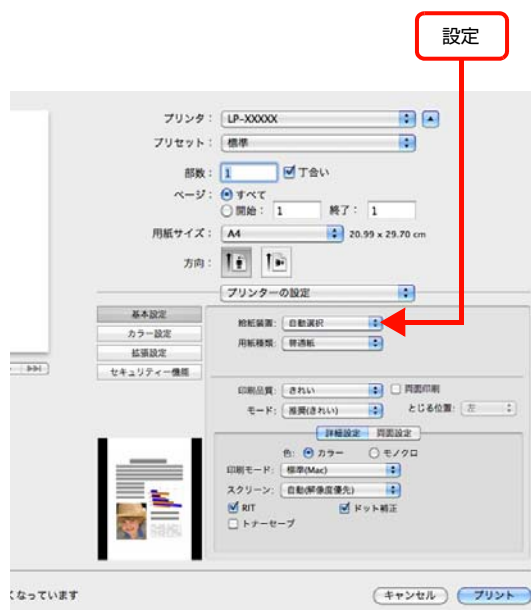 設定
プリンタ： LP-XXXXX
プリセット： 標準
部数： 1 丁合い
ページ： すべて
開始： 1 終了： 1
用紙サイズ： A4 20.99 x 29.70 cm
方向：
プリンターの設定
基本設定
カラー設定
拡張設定
セキュリティー機能
給紙装置： 自動選択
用紙種類： 普通紙
印刷品質： きれい 両面印刷
モード： 推奨(きれい) とじる位置： 左
詳細設定 両面設定
色： カラー モノクロ
印刷モード： 標準(Mac)
スクリーン： 自動(解像度優先)
RIT ドット補正
トナーセーブ
くなっています キャンセル プリント